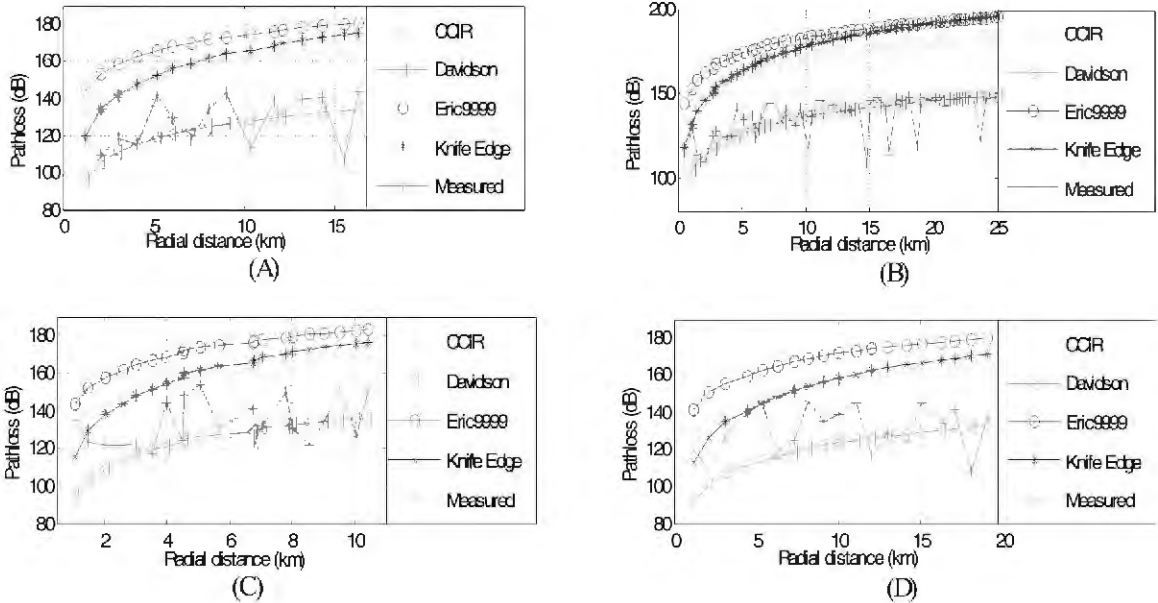 180
160
140
120
100
80
Pathloss (dB)
0
5
10
15
Radial distance (km)
CCIR
Davidson
Eric9999
Knife Edge
Measured
(A)
200
150
100
Pathloss (dB)
0
5
10
15
20
25
Radial distance (km)
CCIR
Davidson
Eric9999
Knife Edge
Measured
(B)
180
160
140
120
100
80
Pathloss (dB)
2
4
6
8
10
Radial distance (km)
CCIR
Davidson
Eric9999
Knife Edge
Measured
(C)
180
160
140
120
100
80
Pathloss (dB)
0
5
10
15
20
Radial distance (km)
CCIR
Davidson
Eric9999
Knife Edge
Measured
(D)